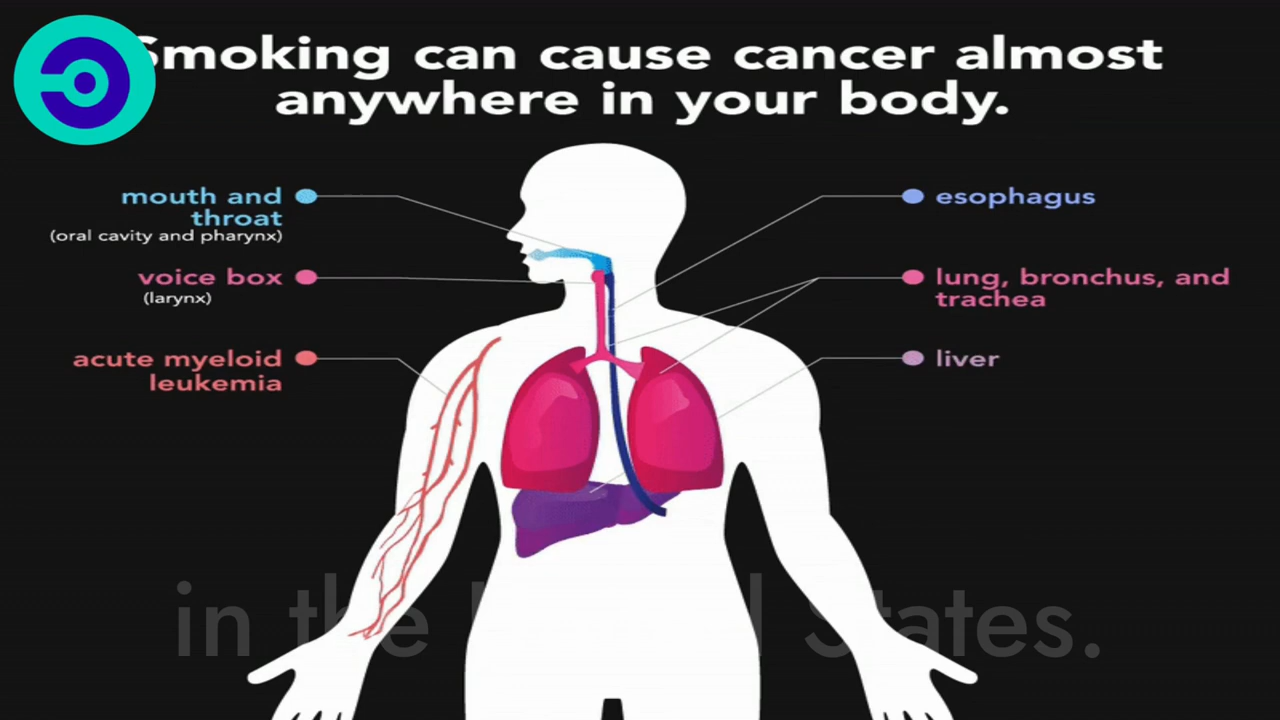 Smoking can cause cancer almost
anywhere in your body.
mouth and
throat
(oral cavity and pharynx)
voice box
(larynx)
acute myeloid
leukemia
esophagus
lung, bronchus, and
trachea
liver
in the States.